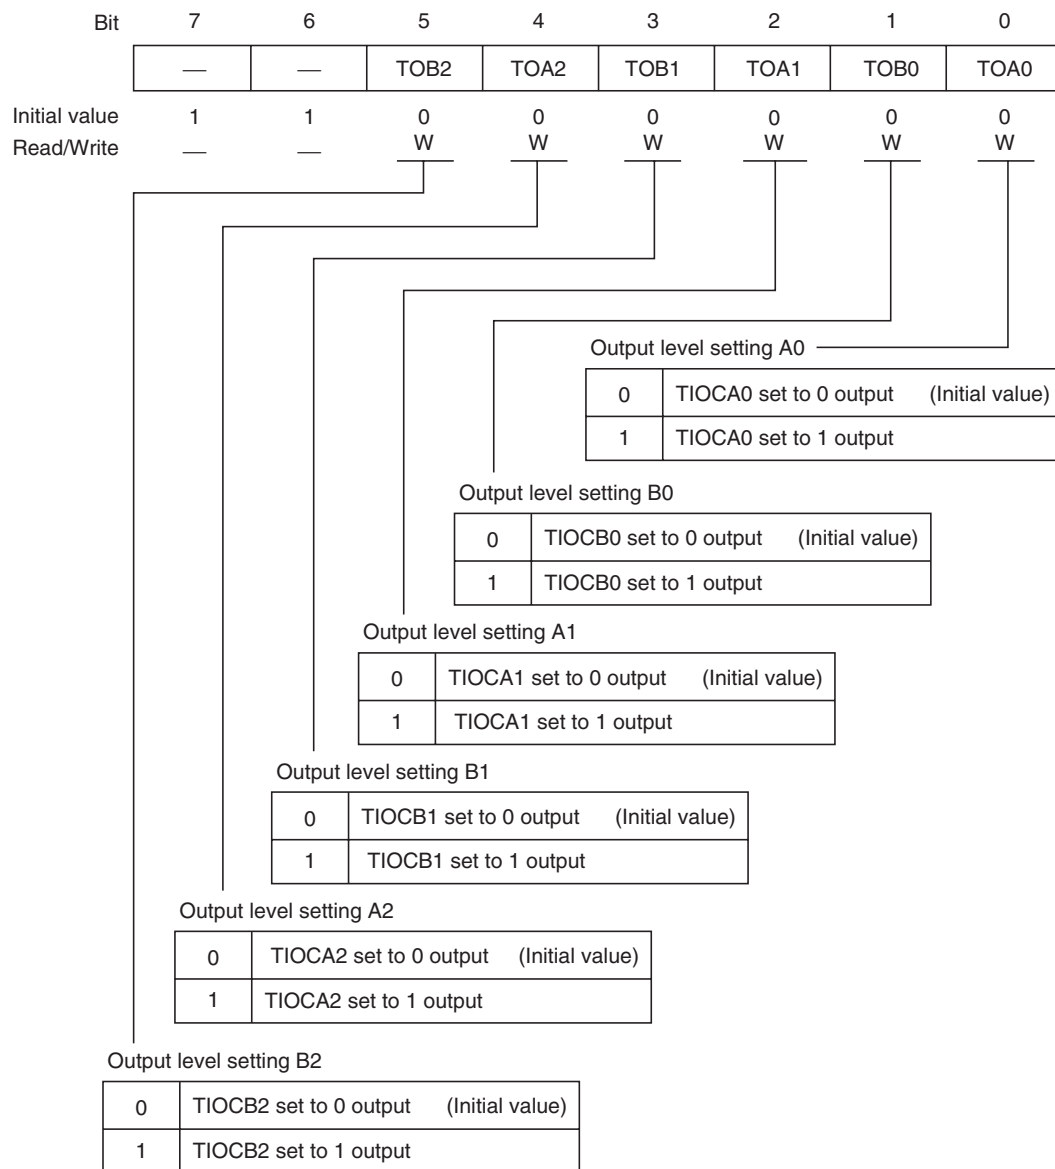 Bit 7 6 5 4 3 2 1 0
— — TOB2 TOA2 TOB1 TOA1 TOB0 TOA0
Initial value 1 1 0 0 0 0 0 0
Read/Write — — W W W W W W
Output level setting A0
0 TIOCA0 set to 0 output (Initial value)
1 TIOCA0 set to 1 output
Output level setting B0
0 TIOCB0 set to 0 output (Initial value)
1 TIOCB0 set to 1 output
Output level setting A1
0 TIOCA1 set to 0 output (Initial value)
1 TIOCA1 set to 1 output
Output level setting B1
0 TIOCB1 set to 0 output (Initial value)
1 TIOCB1 set to 1 output
Output level setting A2
0 TIOCA2 set to 0 output (Initial value)
1 TIOCA2 set to 1 output
Output level setting B2
0 TIOCB2 set to 0 output (Initial value)
1 TIOCB2 set to 1 output